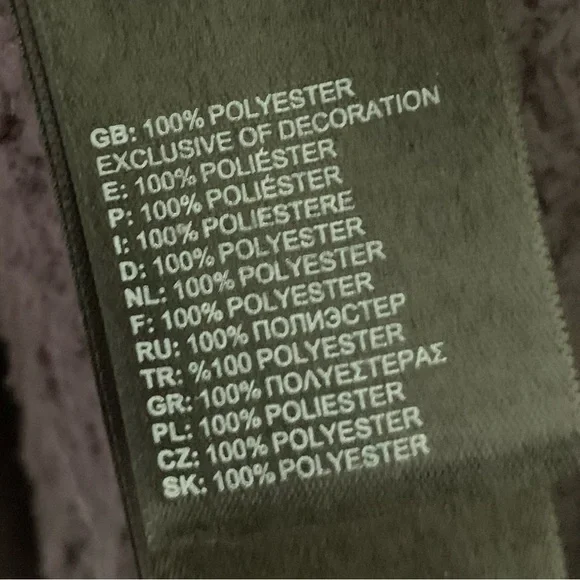 GB: 100% POLYESTER
EXCLUSIVE OF DECORATION
E: 100% POLIÉSTER
P: 100% POLIÉSTER
I: 100% POLIESTERE
D: 100% POLYESTER
NL: 100% POLYESTER
F: 100% POLYESTER
RU: 100% ПОЛИЭСТЕР
TR: %100 POLYESTER
GR: 100% ΠΟΛΥΕΣΤΕΡΑΣ
PL: 100% POLIESTER
CZ: 100% POLYESTER
SK: 100% POLYESTER